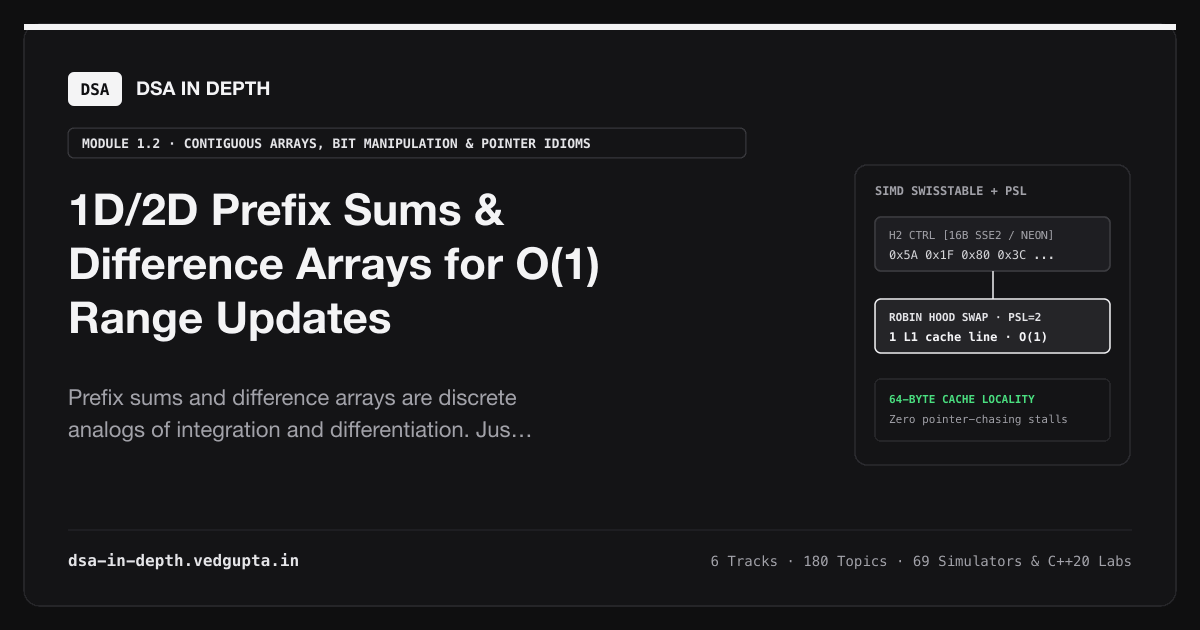 DSA
DSA IN DEPTH
MODULE 1.2 · CONTIGUOUS ARRAYS, BIT MANIPULATION & POINTER IDIOMS
1D/2D Prefix Sums &
Difference Arrays for O(1)
Range Updates
Prefix sums and difference arrays are discrete
analogs of integration and differentiation. Jus…
SIMD SWISSTABLE + PSL
H2 CTRL [16B SSE2 / NEON]
0x5A 0x1F 0x80 0x3C ...
ROBIN HOOD SWAP · PSL=2
1 L1 cache line · O(1)
64-BYTE CACHE LOCALITY
Zero pointer-chasing stalls
dsa-in-depth.vedgupta.in
6 Tracks · 180 Topics · 69 Simulators & C++20 Labs